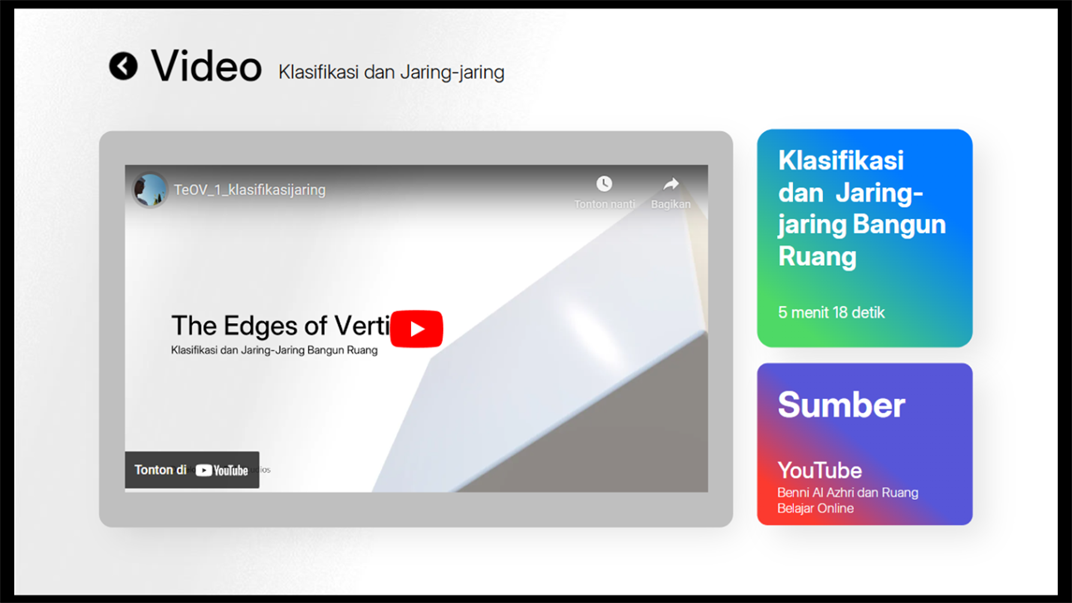 Video Klasifikasi dan Jaring-jaring
TeOV_1_klasifikasijaring
Tonton nanti
Bagikan
The Edges of Verti
Klasifikasi dan Jaring-Jaring Bangun Ruang
Tonton di YouTube
Klasifikasi
dan Jaring-
jaring Bangun
Ruang
5 menit 18 detik
Sumber
YouTube
Benni Al Azhri dan Ruang
Belajar Online